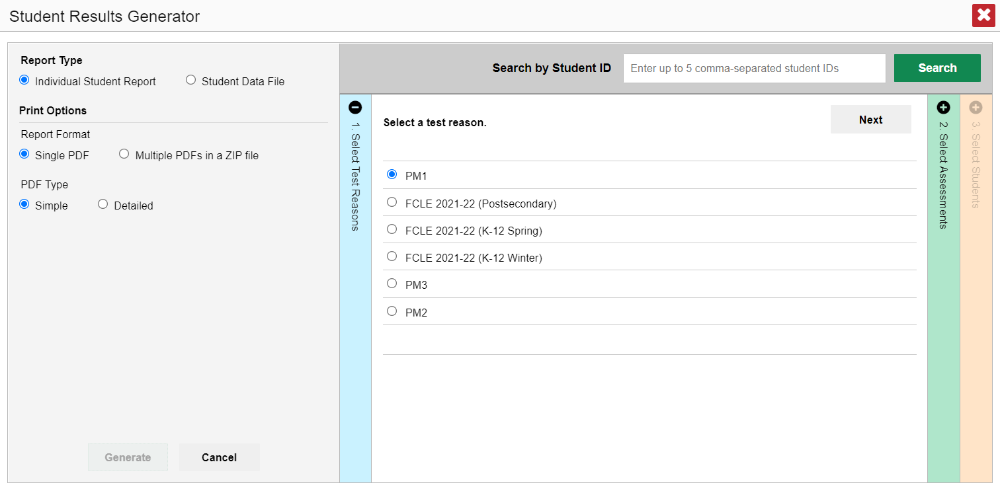 Student Results Generator
Report Type
Individual Student Report
Student Data File
Print Options
Report Format
Single PDF
Multiple PDFs in a ZIP file
PDF Type
Simple
Detailed
Generate
Cancel
Search by Student ID
Enter up to 5 comma-separated student IDs
Search
1. Select Test Reasons
Select a test reason.
Next
PM1
FCLE 2021-22 (Postsecondary)
FCLE 2021-22 (K-12 Spring)
FCLE 2021-22 (K-12 Winter)
PM3
PM2
2. Select Assessments
3. Select Students